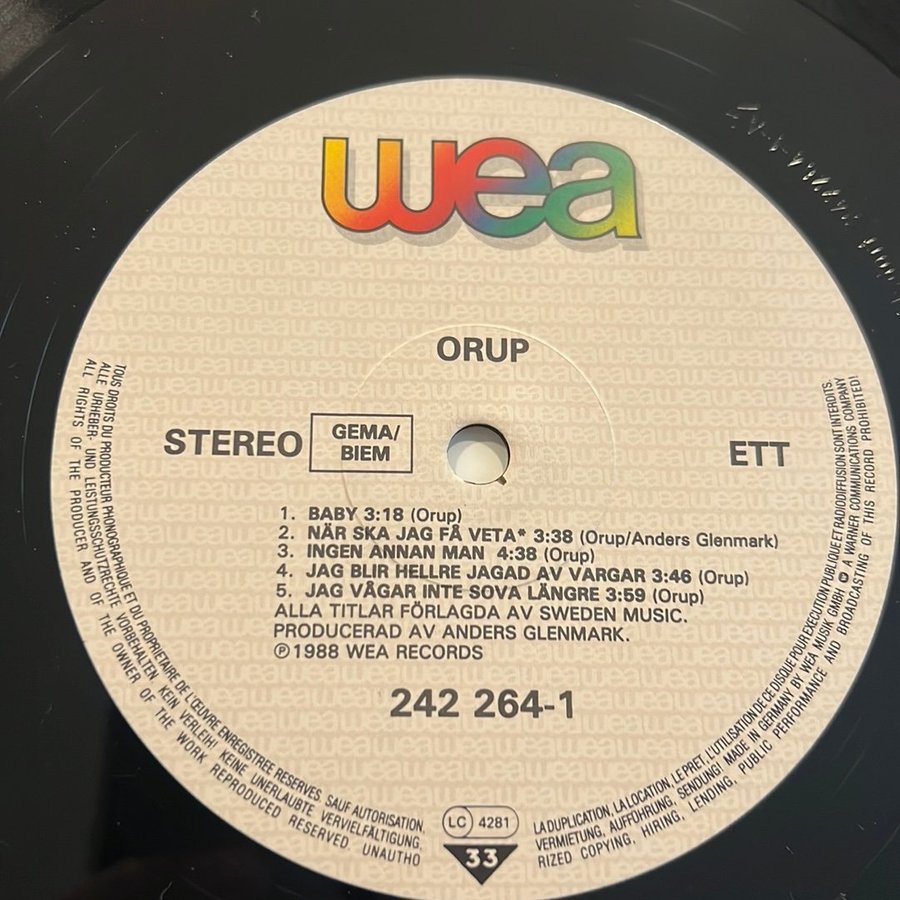 wea
ORUP
STEREO
GEMA/
BIEM
ETT
1. BABY 3:18 (Orup)
2. NÄR SKA JAG FÅ VETA* 3:38 (Orup/Anders Glenmark)
3. INGEN ANNAN MAN 4:38 (Orup)
4. JAG BLIR HELLRE JAGAD AV VARGAR 3:46 (Orup)
5. JAG VÅGAR INTE SOVA LÄNGRE 3:59 (Orup)
ALLA TITLAR FÖRLAGDA AV SWEDEN MUSIC.
PRODUCERAD AV ANDERS GLENMARK.
℗1988 WEA RECORDS
242 264-1
TOUS DROITS DU PRODUCTEUR PHONOGRAPHIQUE ET DU PROPRIETAIRE DE L'ŒUVRE ENREGISTREE RESERVES. SAUF AUTORISATION,
ALLE URHEBER- UND LEISTUNGSSCHUTZRECHTE VORBEHALTEN. KEIN VERLEIH! KEINE UNERLAUBTE VERVIELFÄLTIGUNG,
ALL RIGHTS OF THE PRODUCER AND OF THE OWNER OF THE WORK REPRODUCED RESERVED. UNAUTHO
LC 4281
33
LA DUPLICATION, LA LOCATION, LE PRET, L'UTILISATION DE CE DISQUE POUR EXECUTION PUBLIQUE ET RADIODIFFUSION SONT INTERDITS.
VERMIETUNG, AUFFÜHRUNG, SENDUNG! MADE IN GERMANY BY WEA MUSIK GMBH A WARNER COMMUNICATIONS COMPANY
RIZED COPYING, HIRING, LENDING, PUBLIC PERFORMANCE AND BROADCASTING OF THIS RECORD PROHIBITED!